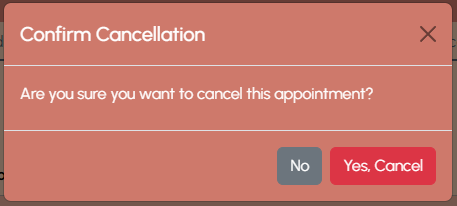 Confirm Cancellation
Are you sure you want to cancel this appointment?
No
Yes, Cancel